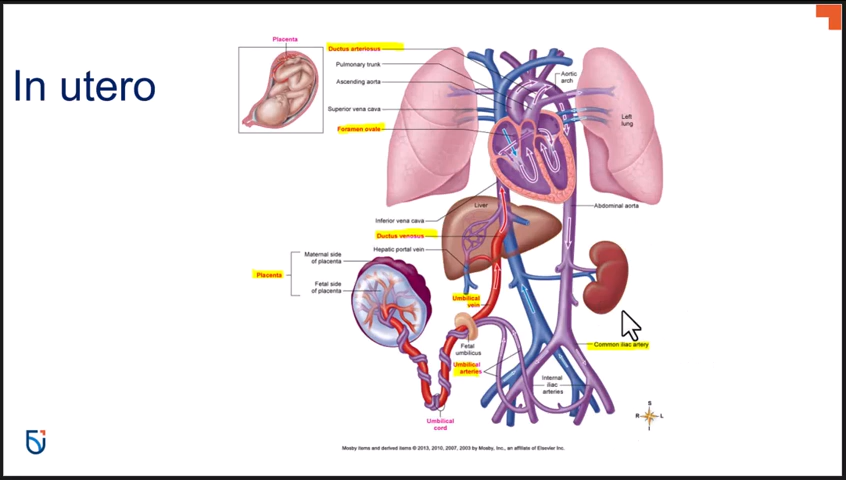 In utero
Placenta
Ductus arteriosus
Pulmonary trunk
Ascending aorta
Superior vena cava
Foramen ovale
Aortic
arch
Left
lung
Abdominal aorta
Liver
Inferior vena cava
Ductus venosus
Hepatic portal vein
Maternal side
of placenta
Placenta
Fetal side
of placenta
Umbilical
vein
Fetal
umbilicus
Umbilical
arteries
Common iliac artery
Internal
iliac
arteries
Umbilical
cord
S
R
L
I
Mosby items and derived items © 2013, 2010, 2007, 2003 by Mosby, Inc., an affiliate of Elsevier Inc.